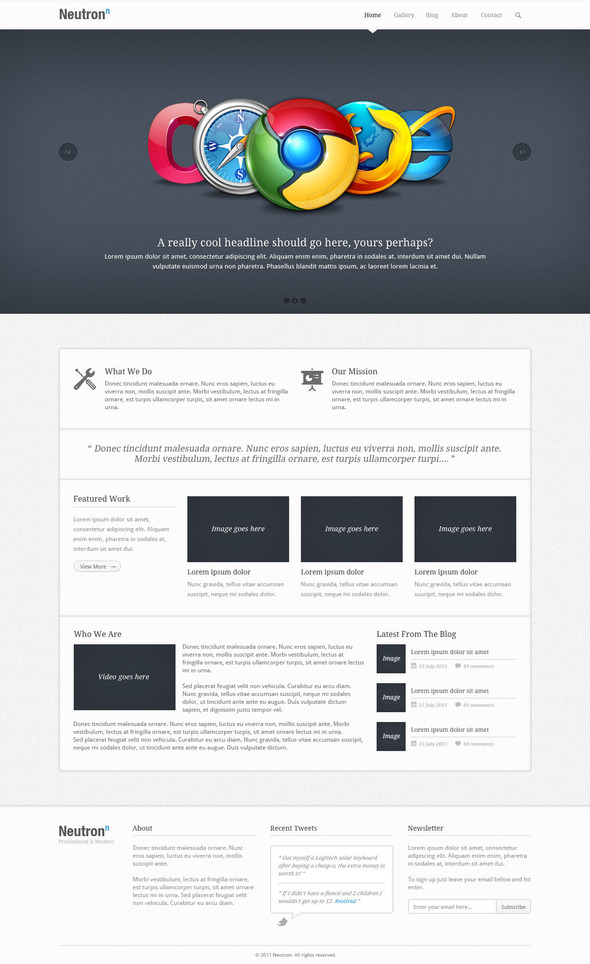 Neutronⁿ
Home Gallery Blog About Contact
A really cool headline should go here, yours perhaps?
Lorem ipsum dolor sit amet, consectetur adipiscing elit. Aliquam enim enim, pharetra in sodales at, interdum sit amet dui. Nullam
vulputate euismod urna non pharetra. Phasellus blandit mattis ipsum, ac laoreet lorem lacinia et.
What We Do
Donec tincidunt malesuada ornare. Nunc eros sapien, luctus eu
viverra non, mollis suscipit ante. Morbi vestibulum, lectus at fringilla
ornare, est turpis ullamcorper turpis, sit amet ornare lectus mi in
urna.
Our Mission
Donec tincidunt malesuada ornare. Nunc eros sapien, luctus eu
viverra non, mollis suscipit ante. Morbi vestibulum, lectus at fringilla
ornare, est turpis ullamcorper turpis, sit amet ornare lectus mi in
urna.
“ Donec tincidunt malesuada ornare. Nunc eros sapien, luctus eu viverra non, mollis suscipit ante.
Morbi vestibulum, lectus at fringilla ornare, est turpis ullamcorper turpi.... ”
Featured Work
Lorem ipsum dolor sit amet,
consectetur adipiscing elit. Aliquam
enim enim, pharetra in sodales at,
interdum sit amet dui.
View More →
Image goes here
Lorem ipsum dolor
Nunc gravida, tellus vitae accumsan
suscipit, neque mi sodales dolor.
Image goes here
Lorem ipsum dolor
Nunc gravida, tellus vitae accumsan
suscipit, neque mi sodales dolor.
Image goes here
Lorem ipsum dolor
Nunc gravida, tellus vitae accumsan
suscipit, neque mi sodales dolor.
Who We Are
Video goes here
Donec tincidunt malesuada ornare. Nunc eros sapien, luctus eu
viverra non, mollis suscipit ante. Morbi vestibulum, lectus at
fringilla ornare, est turpis ullamcorper turpis, sit amet ornare lectus
mi in urna.
Sed placerat feugiat velit non vehicula. Curabitur eu arcu diam.
Nunc gravida, tellus vitae accumsan suscipit, neque mi sodales
dolor, ut tincidunt ante ante eu augue. Duis vulputate dictum
sapien, et dignissim justo tempor vel.
Donec tincidunt malesuada ornare. Nunc eros sapien, luctus eu viverra non, mollis suscipit ante. Morbi
vestibulum, lectus at fringilla ornare, est turpis ullamcorper turpis, sit amet ornare lectus mi in urna.
Sed placerat feugiat velit non vehicula. Curabitur eu arcu diam. Nunc gravida, tellus vitae accumsan suscipit,
neque mi sodales dolor, ut tincidunt ante ante eu augue. Duis vulputate dictum.
Latest From The Blog
Image
Lorem ipsum dolor sit amet
15 July 2011 44 comments
Image
Lorem ipsum dolor sit amet
15 July 2011 44 comments
Image
Lorem ipsum dolor sit amet
15 July 2011 44 comments
Neutronⁿ
Professional & Modern
About
Donec tincidunt malesuada ornare. Nunc
eros sapien, luctus eu viverra non, mollis
suscipit ante.
Morbi vestibulum, lectus at fringilla ornare,
est turpis ullamcorper turpis, sit amet
ornare lectus mi in urna. Sed placerat
feugiat velit non vehicula. Curabitur
eu arcu diam.
Recent Tweets
“ Got myself a Logitech solar keyboard
after buying a cheap-o, the extra money is
worth it! ”
“ If I didn't have a fiancé and 2 children I
wouldn't get up to 12. #sotired ”
Newsletter
Lorem ipsum dolor sit amet, consectetur
adipiscing elit. Aliquam enim enim, pharetra
in sodales at, interdum sit amet dui.
To sign up just leave your email below and hit
enter.
Enter your email here... Subscribe
© 2011 Neutron- All rights reserved.